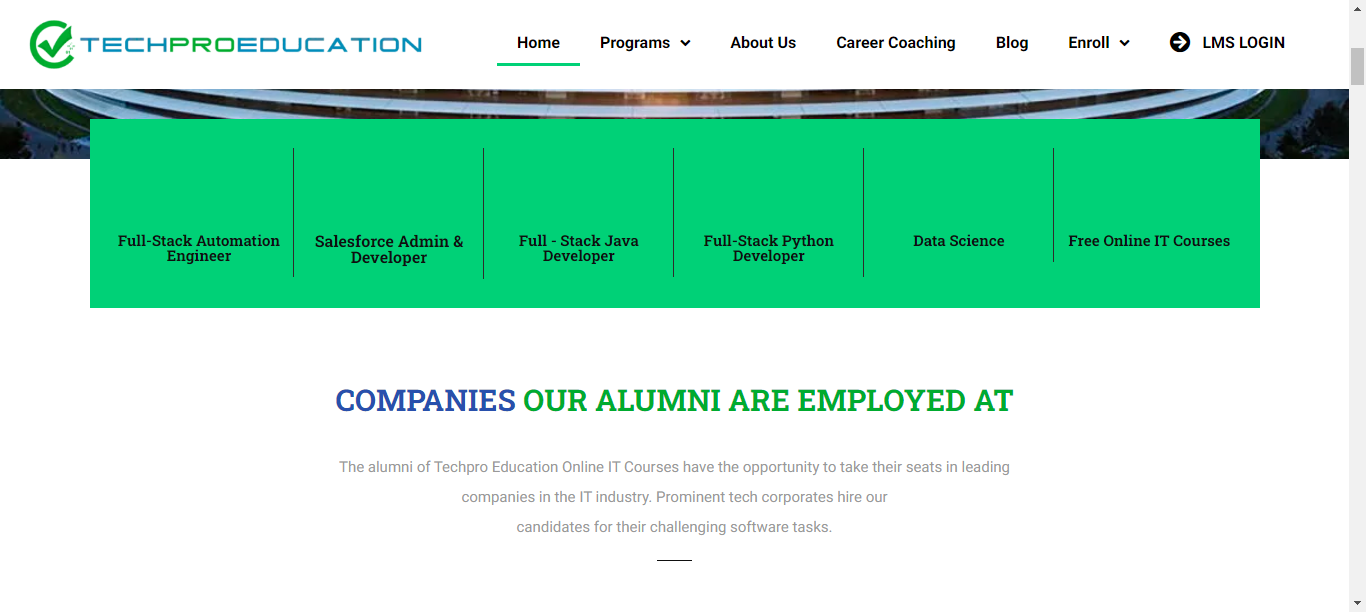 TECHPROEDUCATION
Home
Programs
About Us
Career Coaching
Blog
Enroll
LMS LOGIN
Full-Stack Automation
Engineer
Salesforce Admin &
Developer
Full - Stack Java
Developer
Full-Stack Python
Developer
Data Science
Free Online IT Courses
COMPANIES OUR ALUMNI ARE EMPLOYED AT
The alumni of Techpro Education Online IT Courses have the opportunity to take their seats in leading
companies in the IT industry. Prominent tech corporates hire our
candidates for their challenging software tasks.